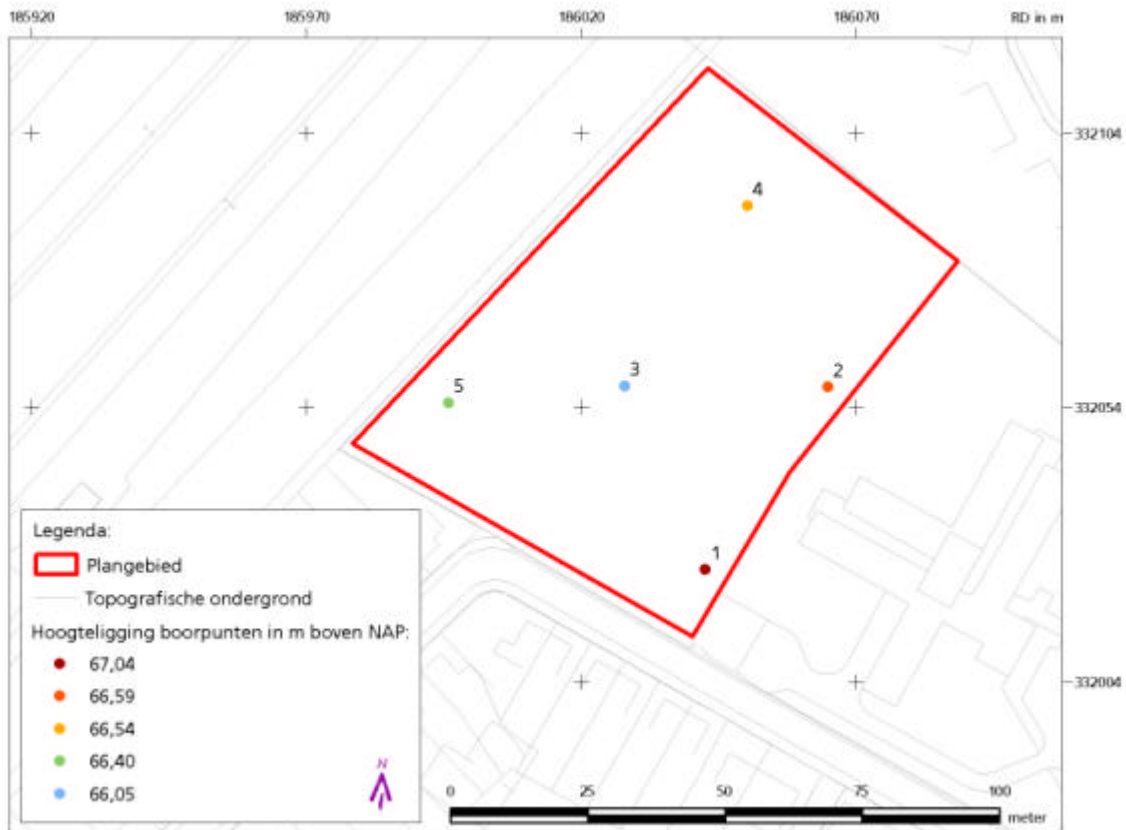 185920 185970 186020 186070 RD in m
332104
4
3 2
5
332054
1
332004
Legenda:
Plangebied
Topografische ondergrond
Hoogteligging boorpunten in m boven NAP:
67,04
66,59
66,54
66,40
66,05
N
0 25 50 75 100
meter